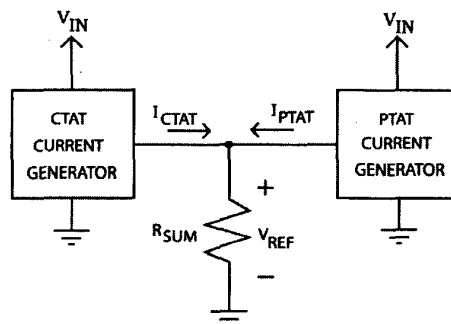 V_IN
V_IN
CTAT
CURRENT
GENERATOR
I_CTAT
I_PTAT
PTAT
CURRENT
GENERATOR
R_SUM
+
V_REF
−